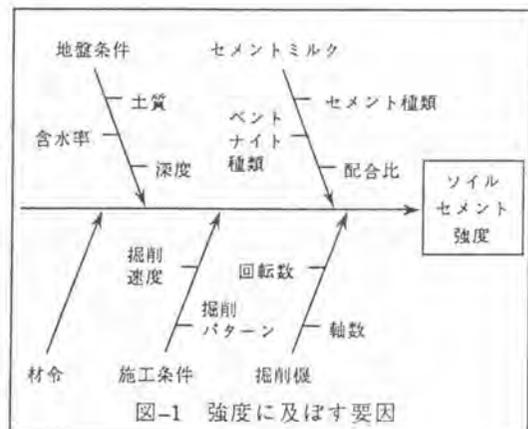 地盤条件
セメントミルク
土質
含水率
深度
セメント種類
ベント
ナイト
種類
配合比
ソイル
セメント
強度
掘削
速度
掘削
パターン
回転数
軸数
材令
施工条件
掘削機
図-1 強度に及ぼす要因